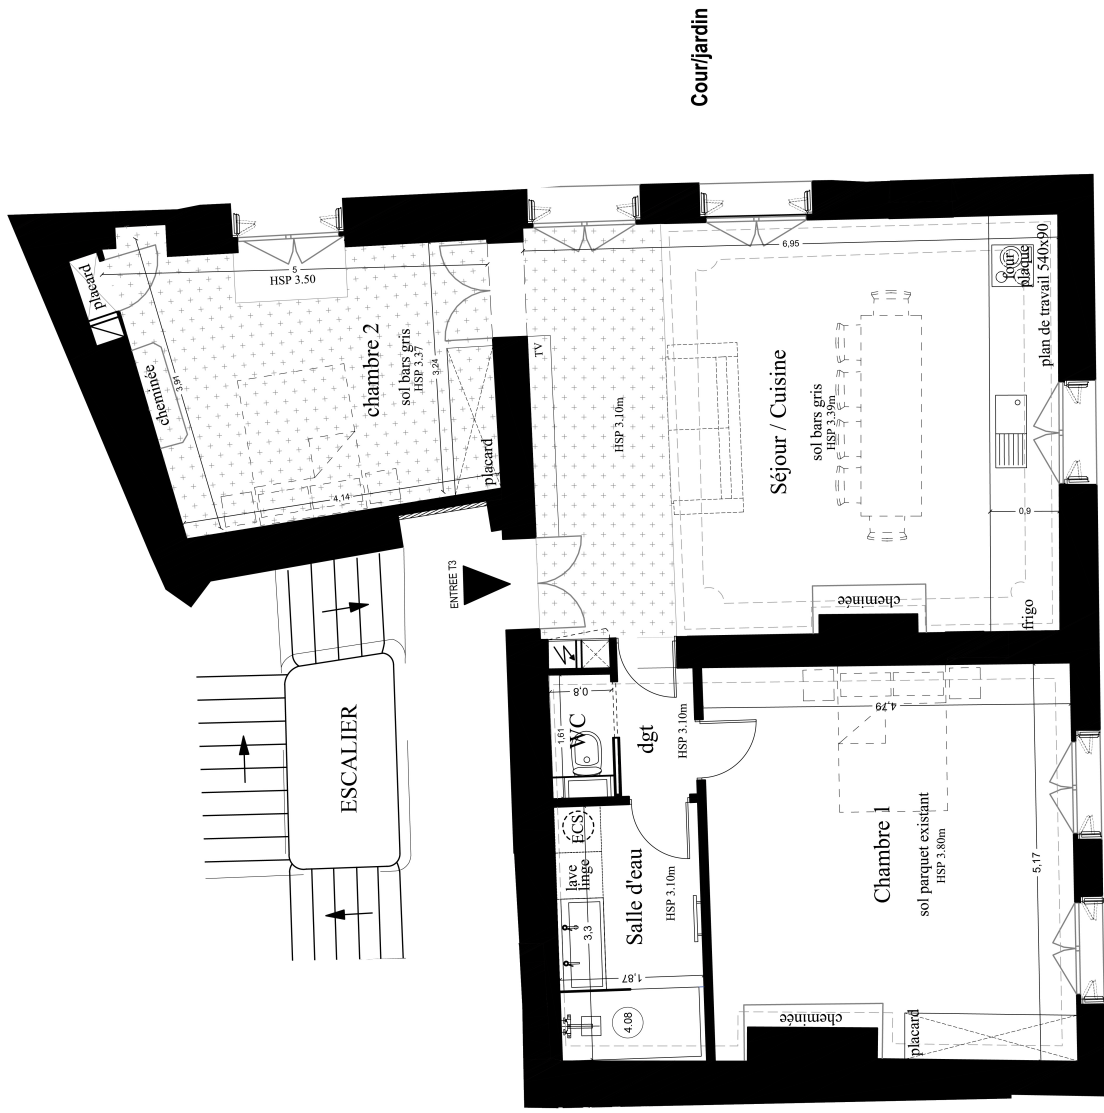 Cour/jardin
placard
5
HSP 3.50
cheminée
3,91
chambre 2
sol bars gris
HSP 3.37
3,24
placard
4,14
ENTREE T3
ESCALIER
TV
HSP 3.10m
6,95
Séjour / Cuisine
sol bars gris
HSP 3.39m
four
plaque
plan de travail 540x90
0,9
frigo
cheminée
0,8
1,61
WC
dgt
HSP 3.10m
4,79
Chambre 1
sol parquet existant
HSP 3.80m
5,17
ECS
lave
linge
3,3
Salle d'eau
HSP 3.10m
1,87
4.08
cheminée
placard